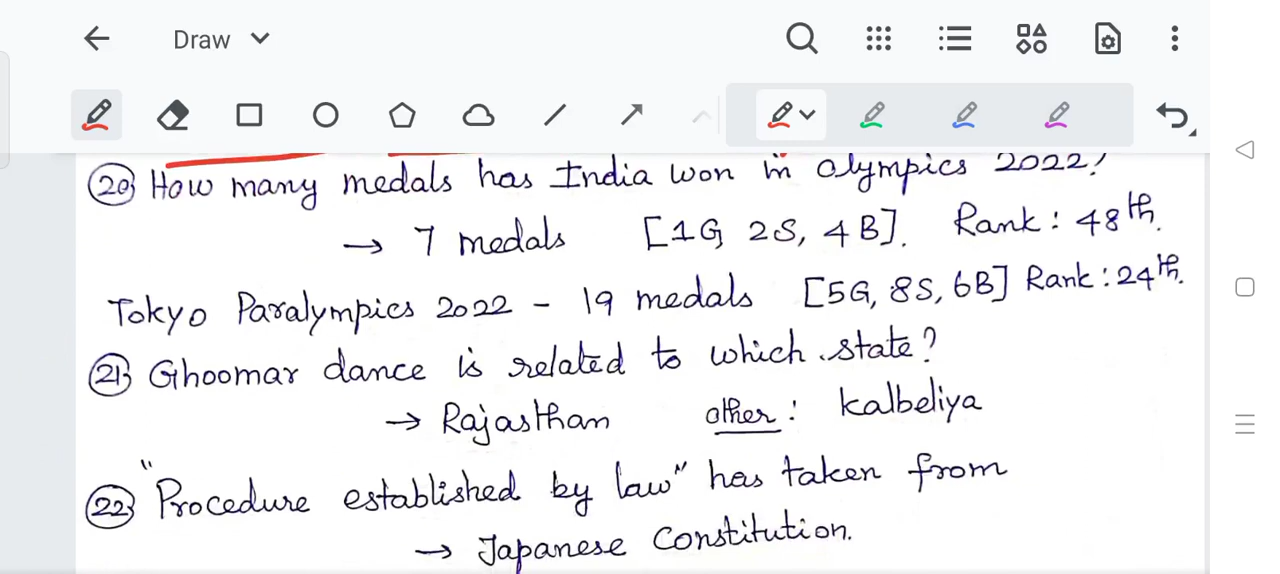 Draw
20 How many medals has India won in Olympics 2022?
→ 7 medals [1G 2S, 4B]. Rank : 48th.
Tokyo Paralympics 2022 - 19 medals [5G, 8S, 6B] Rank : 24th.
21 Ghoomar dance is related to which state?
→ Rajasthan other : kalbeliya
22 "Procedure established by law" has taken from
→ Japanese Constitution.